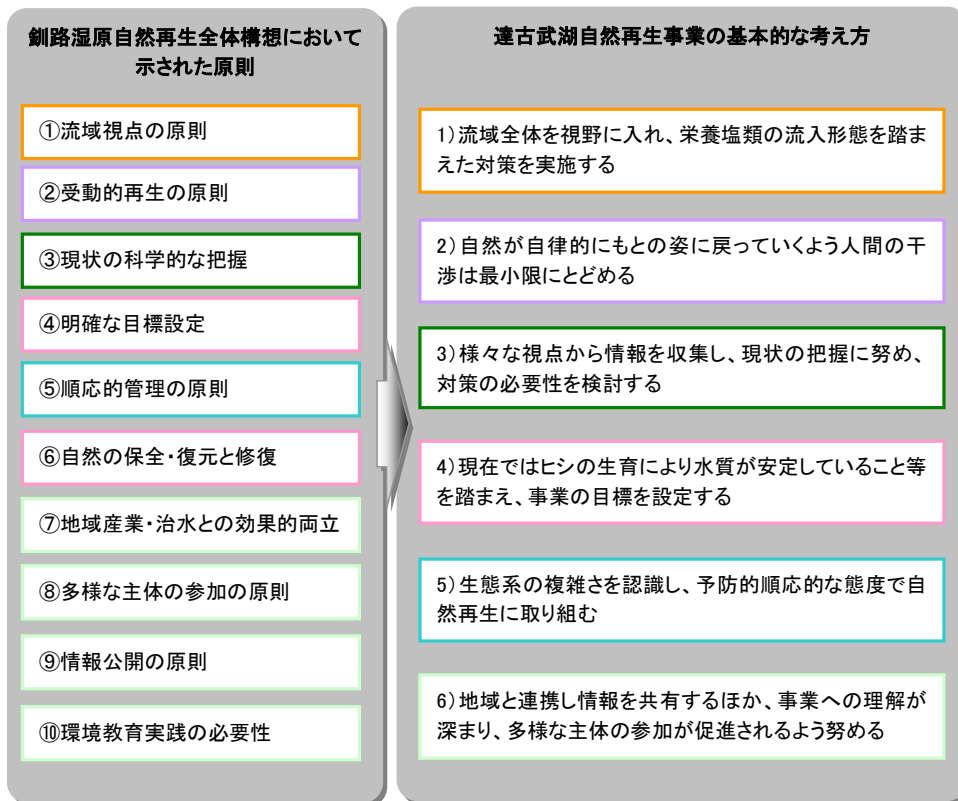 釧路湿原自然再生全体構想において
示された原則
①流域視点の原則
②受動的再生の原則
③現状の科学的な把握
④明確な目標設定
⑤順応的管理の原則
⑥自然の保全・復元と修復
⑦地域産業・治水との効果的両立
⑧多様な主体の参加の原則
⑨情報公開の原則
⑩環境教育実践の必要性
達古武湖自然再生事業の基本的な考え方
1)流域全体を視野に入れ、栄養塩類の流入形態を踏ま
えた対策を実施する
2)自然が自律的にもとの姿に戻っていくよう人間の干
渉は最小限にとどめる
3)様々な視点から情報を収集し、現状の把握に努め、
対策の必要性を検討する
4)現在ではヒシの生育により水質が安定していること等
を踏まえ、事業の目標を設定する
5)生態系の複雑さを認識し、予防的順応的な態度で自
然再生に取り組む
6)地域と連携し情報を共有するほか、事業への理解が
深まり、多様な主体の参加が促進されるよう努める